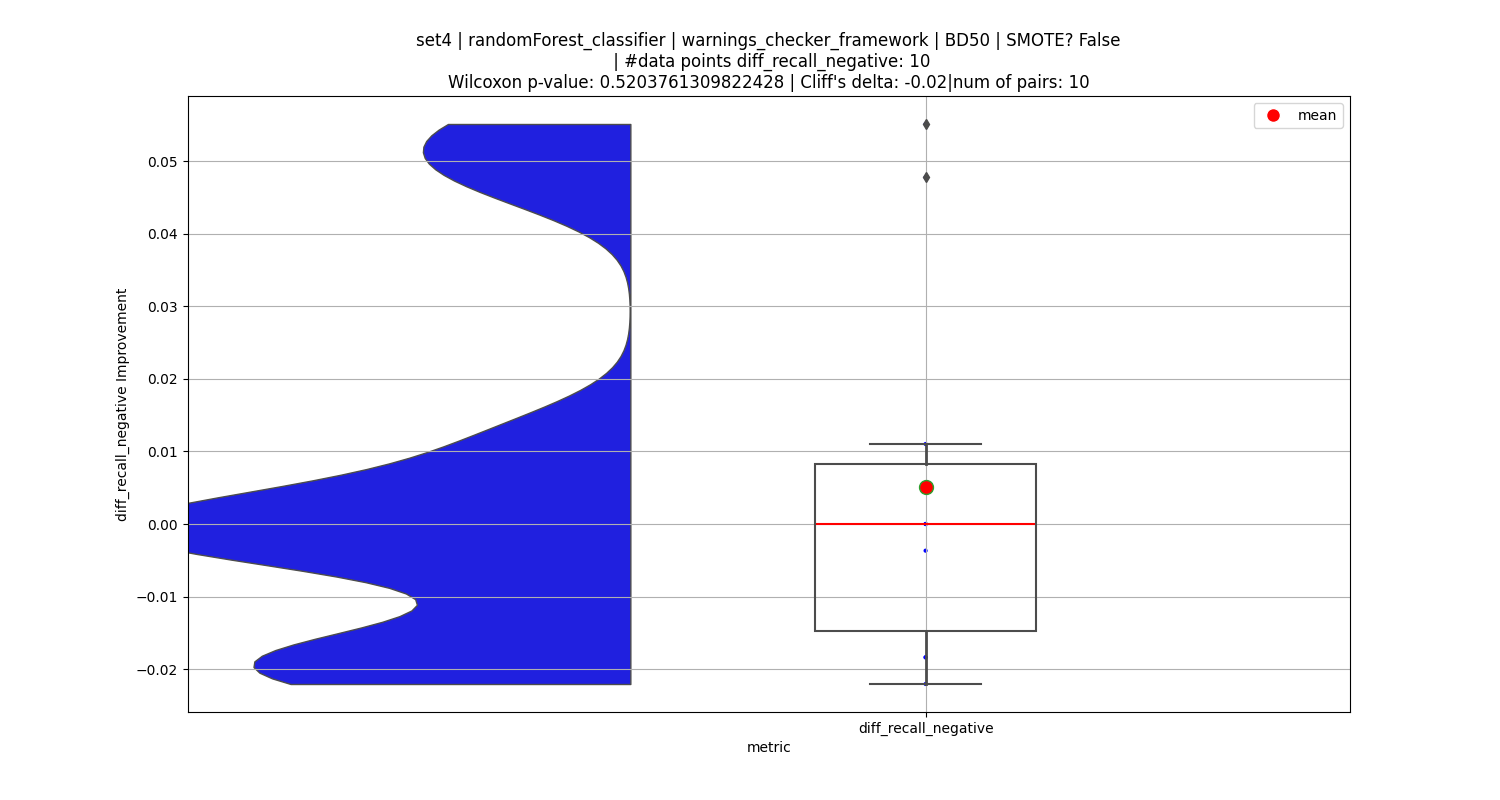 set4 | randomForest_classifier | warnings_checker_framework | BD50 | SMOTE? False
| #data points diff_recall_negative: 10
Wilcoxon p-value: 0.5203761309822428 | Cliff's delta: -0.02|num of pairs: 10
mean
0.05
0.04
0.03
0.02
0.01
0.00
−0.01
−0.02
diff_recall_negative Improvement
diff_recall_negative
metric